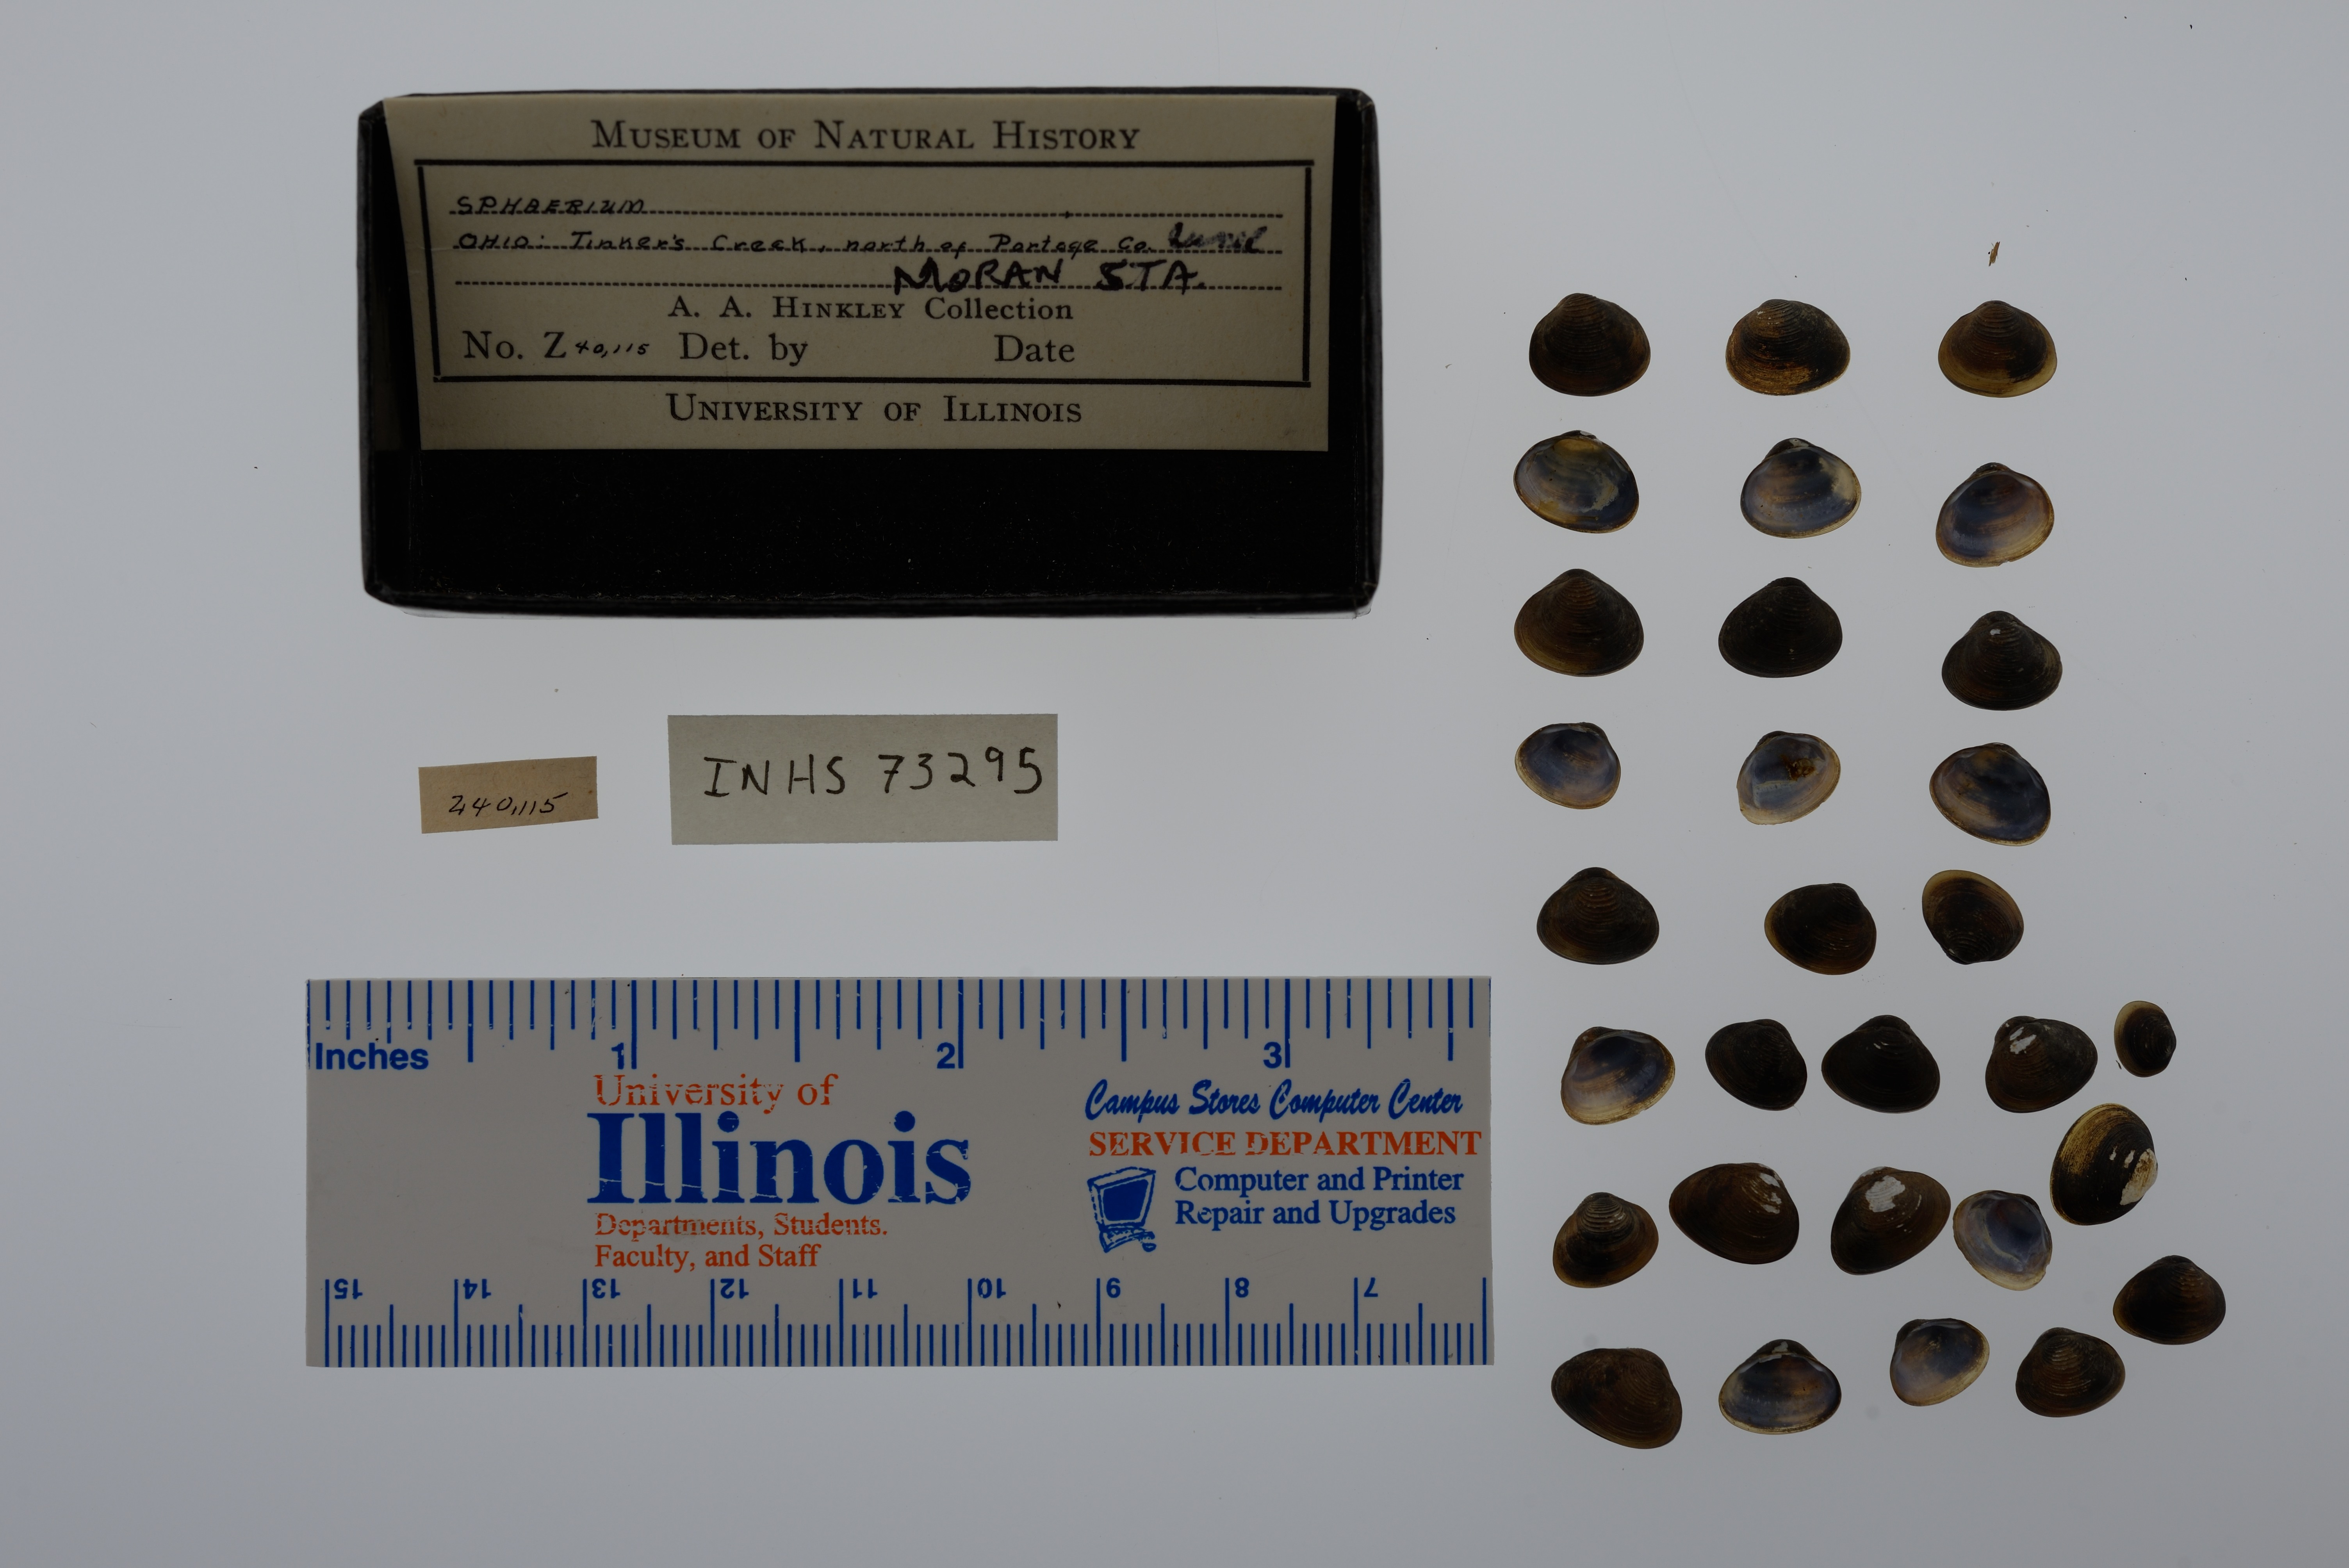 MUSEUM OF NATURAL HISTORY
SPHAERIUM
OHIO: Tinker's Creek, north of Portage Co. Line
MORAN STA.
A. A. HINKLEY Collection
No. Z 40,115 Det. by Date
UNIVERSITY OF ILLINOIS
Z40,115
INHS 73295
Inches 1 2 3
University of
Illinois
Departments, Students.
Faculty, and Staff
Campus Stores Computer Center
SERVICE DEPARTMENT
Computer and Printer
Repair and Upgrades
15 14 13 12 11 10 9 8 7